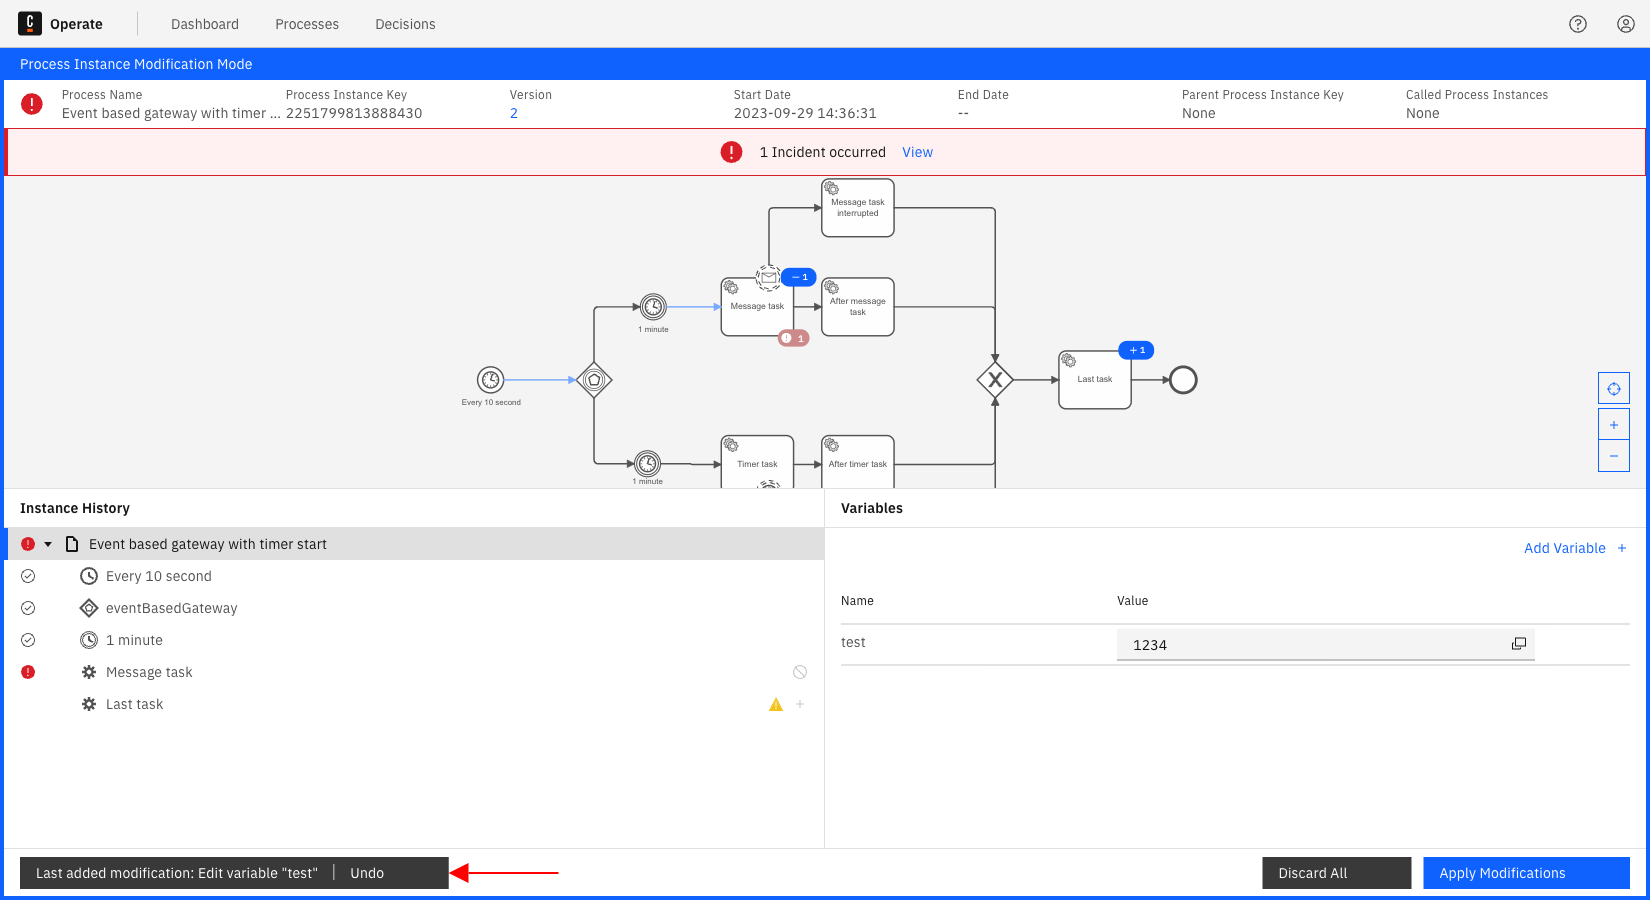 C Operate Dashboard Processes Decisions
Process Instance Modification Mode
Process Name Process Instance Key Version Start Date End Date Parent Process Instance Key Called Process Instances
Event based gateway with timer ... 2251799813888430 2 2023-09-29 14:36:31 -- None None
1 Incident occurred View
Message task
interrupted
− 1
Message task
After message
task
1 minute
1
+ 1
Last task
Every 10 second
X
Timer task
After timer task
1 minute
+
−
Instance History
Event based gateway with timer start
Every 10 second
eventBasedGateway
1 minute
Message task
Last task
Variables
Add Variable +
Name Value
test 1234
Last added modification: Edit variable "test" | Undo
Discard All
Apply Modifications